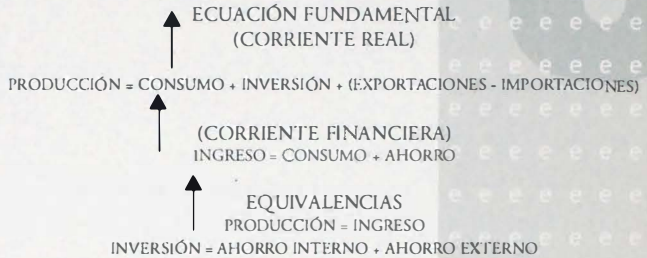 ECUACIÓN FUNDAMENTAL
(CORRIENTE REAL)
PRODUCCIÓN = CONSUMO + INVERSIÓN + (EXPORTACIONES - IMPORTACIONES)
(CORRIENTE FINANCIERA)
INGRESO = CONSUMO + AHORRO
EQUIVALENCIAS
PRODUCCIÓN = INGRESO
INVERSIÓN = AHORRO INTERNO + AHORRO EXTERNO